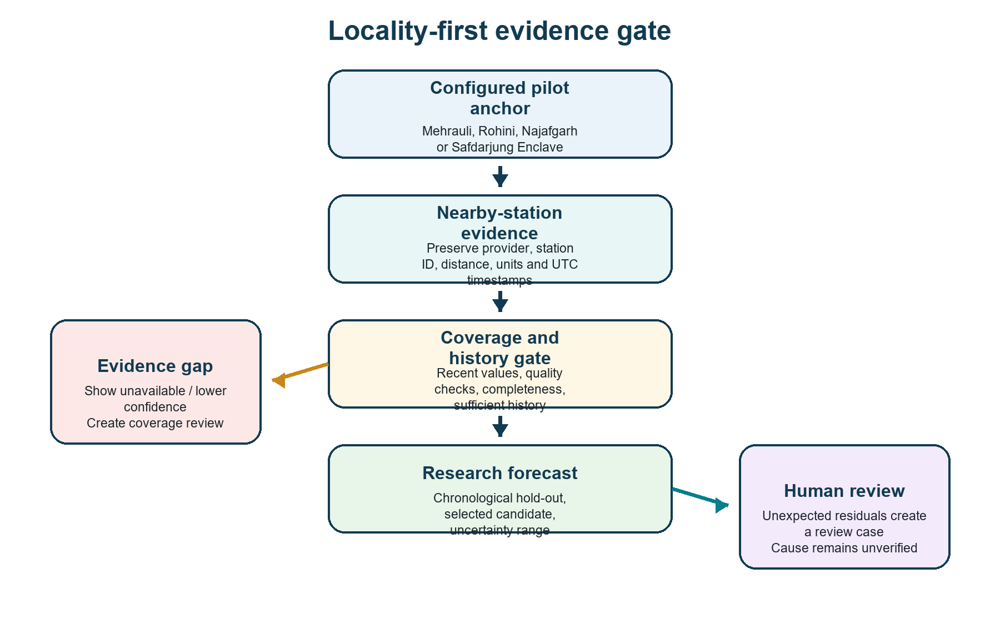 Locality-first evidence gate
Configured pilot
anchor
Mehrauli, Rohini, Najafgarh
or Safdarjung Enclave
Nearby-station
evidence
Preserve provider, station
ID, distance, units and UTC
timestamps
Coverage and
history gate
Recent values, quality
checks, completeness,
sufficient history
Evidence gap
Show unavailable / lower
confidence
Create coverage review
Research forecast
Chronological hold-out,
selected candidate,
uncertainty range
Human review
Unexpected residuals create
a review case
Cause remains unverified